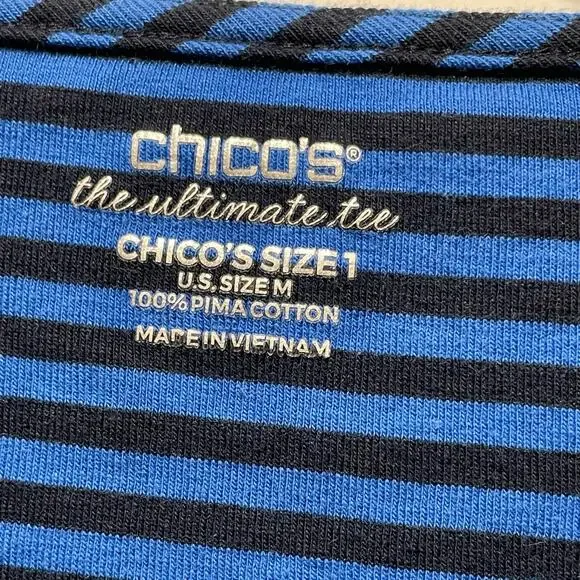 chico's®
the ultimate tee
CHICO'S SIZE 1
U.S. SIZE M
100% PIMA COTTON
MADE IN VIETNAM